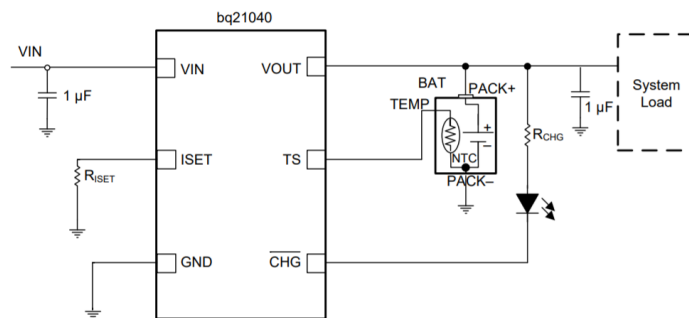 bq21040
VIN
VIN
VOUT
1 µF
BAT
PACK+
TEMP
+
–
NTC
PACK–
1 µF
System
Load
RISET
ISET
TS
RCHG
GND
CHG